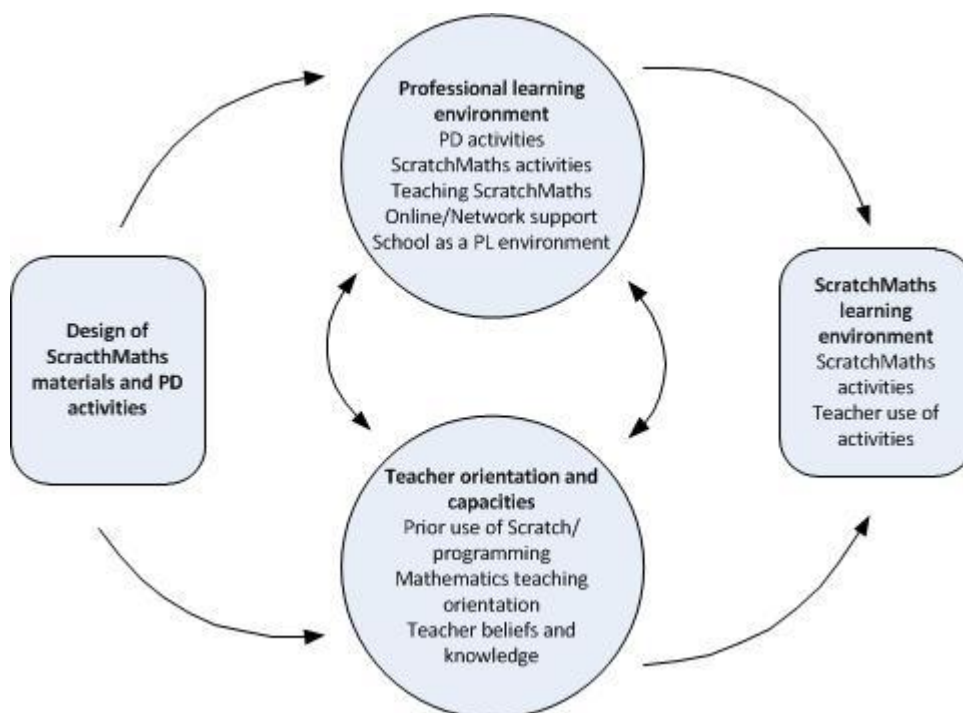 Professional learning
environment
PD activities
ScratchMaths activities
Teaching ScratchMaths
Online/Network support
School as a PL environment
Design of
ScracthMaths
materials and PD
activities
ScratchMaths
learning
environment
ScratchMaths
activities
Teacher use of
activities
Teacher orientation and
capacities
Prior use of Scratch/
programming
Mathematics teaching
orientation
Teacher beliefs and
knowledge